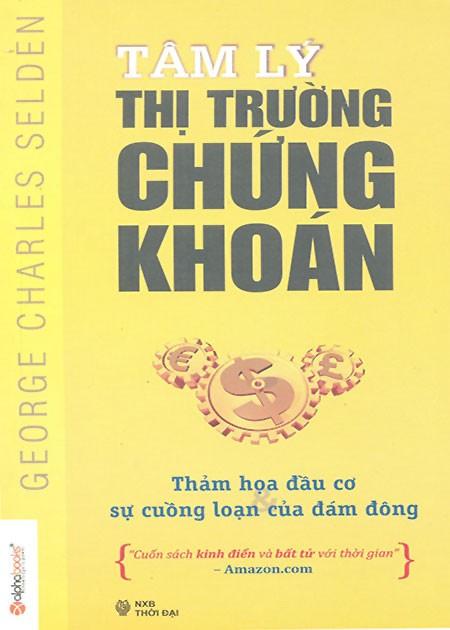 GEORGE CHARLES SELDEN
TÂM LÝ
THỊ TRƯỜNG
CHỨNG
KHOÁN
€ $ £
Thảm họa đầu cơ
&
sự cuồng loạn của đám đông
{"Cuốn sách kinh điển và bất tử với thời gian"
– Amazon.com}
alphabooks
NXB
THỜI ĐẠI